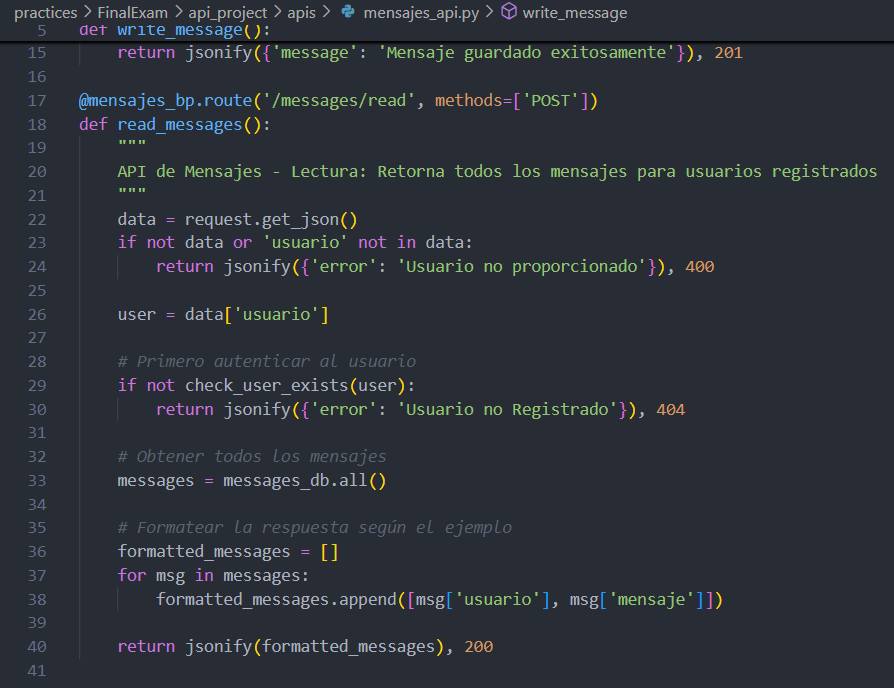 practices > FinalExam > api_project > apis > mensajes_api.py > write_message
5 def write_message():
15         return jsonify({'message': 'Mensaje guardado exitosamente'}), 201
16
17 @mensajes_bp.route('/messages/read', methods=['POST'])
18 def read_messages():
19     """
20     API de Mensajes - Lectura: Retorna todos los mensajes para usuarios registrados
21     """
22     data = request.get_json()
23     if not data or 'usuario' not in data:
24         return jsonify({'error': 'Usuario no proporcionado'}), 400
25
26     user = data['usuario']
27
28     # Primero autenticar al usuario
29     if not check_user_exists(user):
30         return jsonify({'error': 'Usuario no Registrado'}), 404
31
32     # Obtener todos los mensajes
33     messages = messages_db.all()
34
35     # Formatear la respuesta según el ejemplo
36     formatted_messages = []
37     for msg in messages:
38         formatted_messages.append([msg['usuario'], msg['mensaje']])
39
40     return jsonify(formatted_messages), 200
41